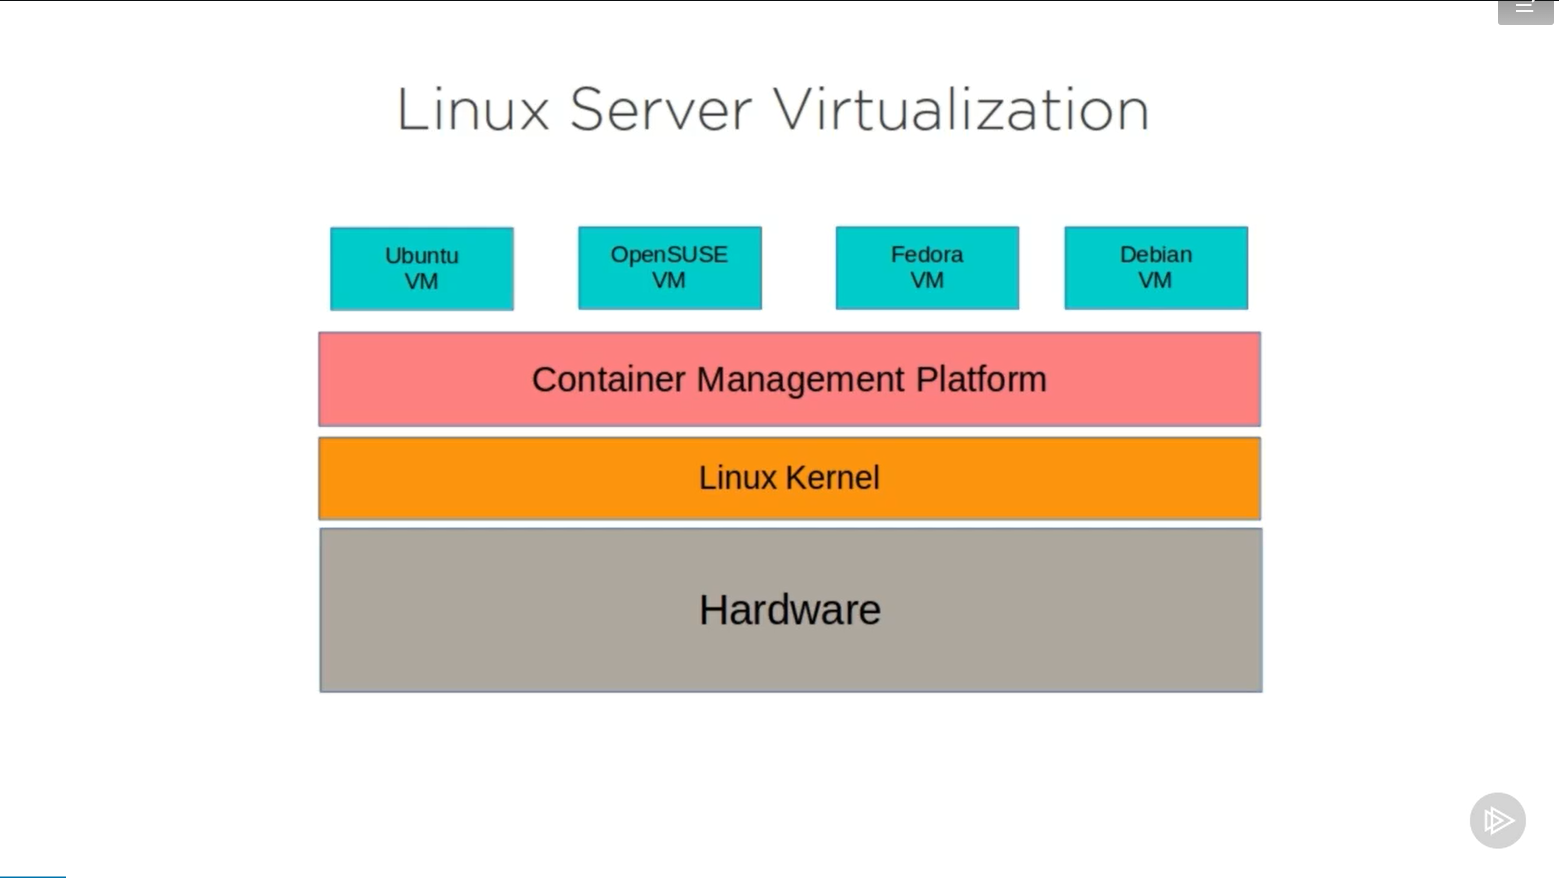 Linux Server Virtualization
Ubuntu
VM
OpenSUSE
VM
Fedora
VM
Debian
VM
Container Management Platform
Linux Kernel
Hardware